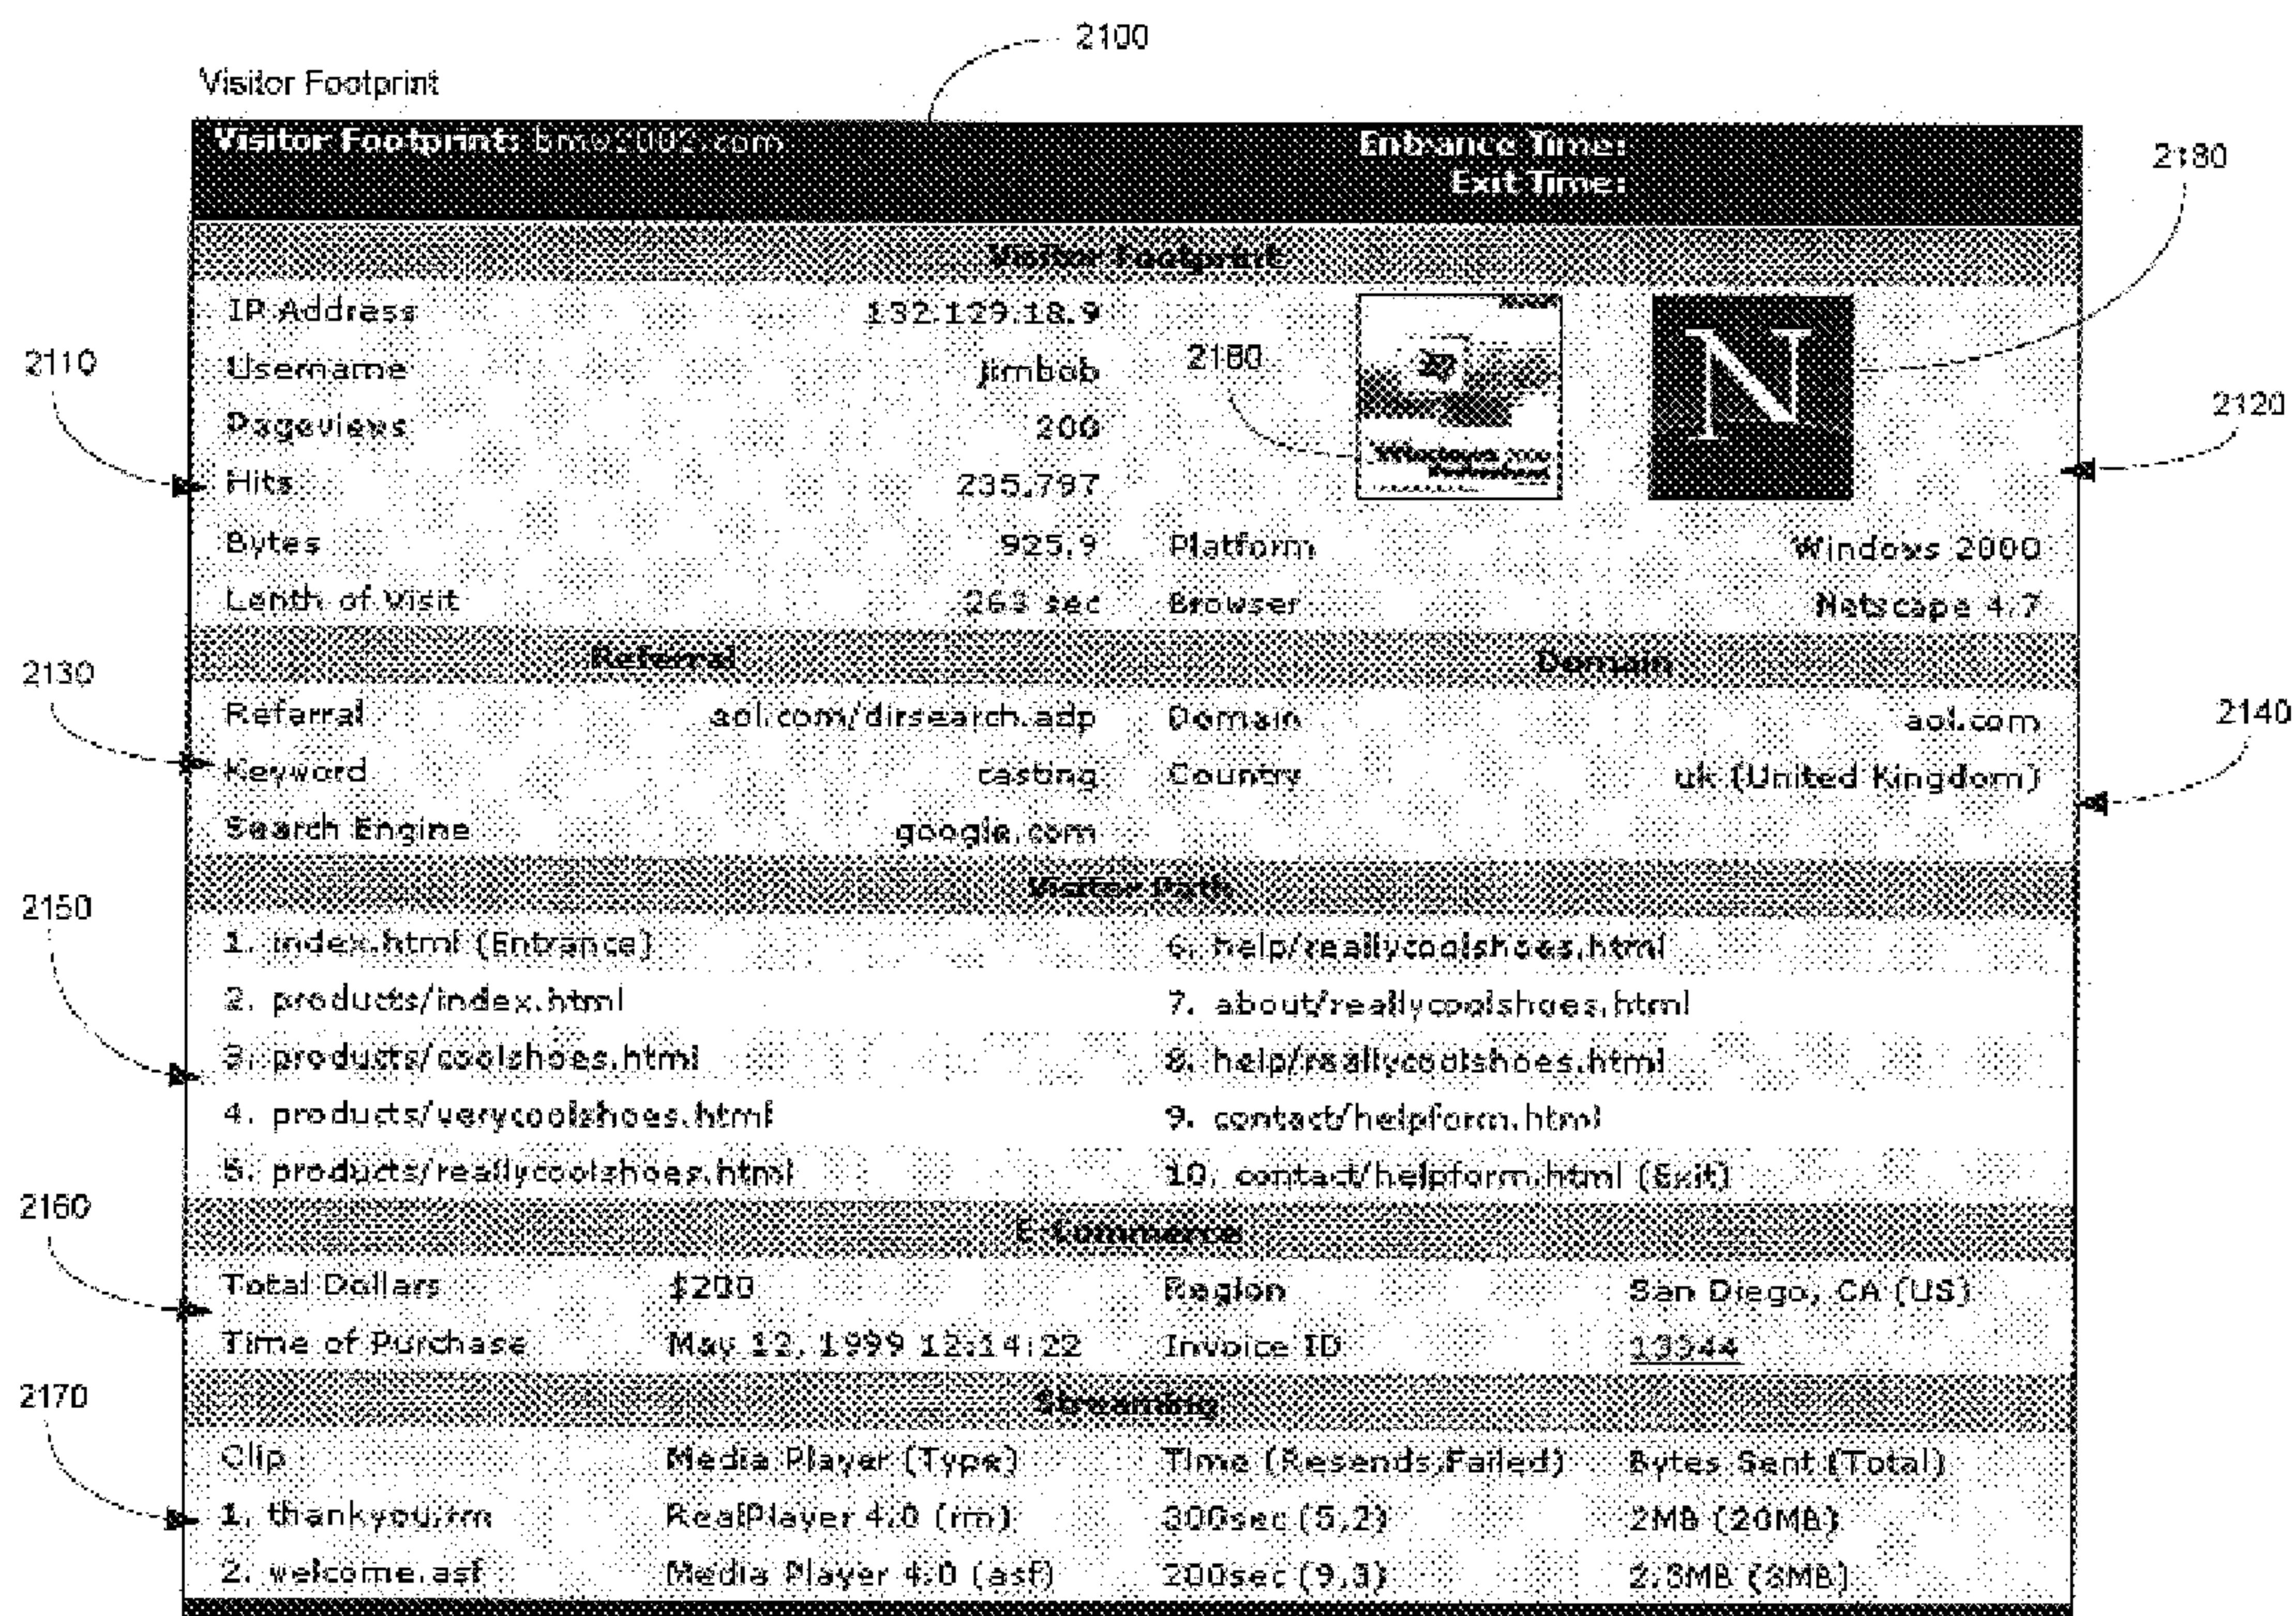 2100
Visitor Footprint
Visitor Footprint: bmw2002.com
Entrance Time:
Exit Time:
2180
Visitor Footprint
IP Address 132.129.18.9
2110
Username jimbob
2180
Pageviews 200
2120
Hits 235,797
Windows 2000
Professional
N
Bytes 925.9 Platform Windows 2000
Lenth of Visit 263 sec Browser Netscape 4.7
2130
Referral Domain
Referral aol.com/dirsearch.adp Domain aol.com
2140
Keyword casting Country uk (United Kingdom)
Search Engine google.com
Visitor Path
2150
1. index.html (Entrance) 6. help/reallycoolshoes.html
2. products/index.html 7. about/reallycoolshoes.html
3. products/coolshoes.html 8. help/reallycoolshoes.html
4. products/verycoolshoes.html 9. contact/helpform.html
5. products/reallycoolshoes.html 10. contact/helpform.html (Exit)
2160
E-Commerce
Total Dollars $200 Region San Diego, CA (US)
Time of Purchase May 12, 1999 12:14:22 Invoice ID 13944
2170
Streaming
Clip Media Player (Type) Time (Resends,Failed) Bytes Sent (Total)
1. thankyou.rm RealPlayer 4.0 (rm) 300sec (5,2) 2MB (20MB)
2. welcome.asf Media Player 4.0 (asf) 200sec (9,3) 2.3MB (3MB)